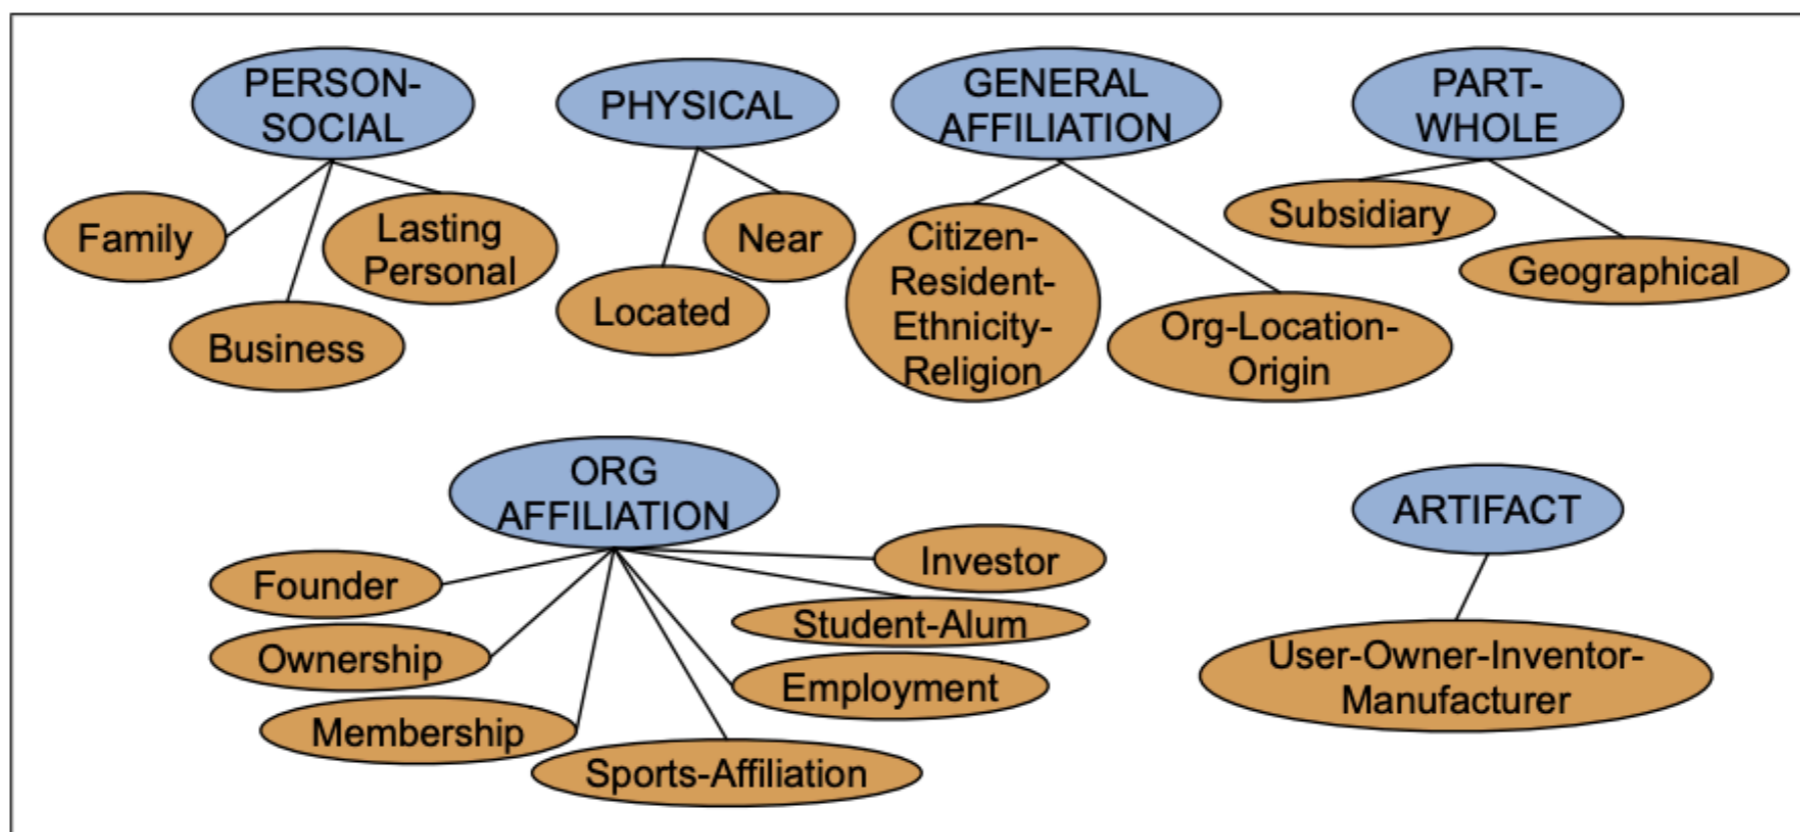 PERSON-
SOCIAL
PHYSICAL
GENERAL
AFFILIATION
PART-
WHOLE
Family
Lasting
Personal
Business
Near
Located
Citizen-
Resident-
Ethnicity-
Religion
Org-Location-
Origin
Subsidiary
Geographical
ORG
AFFILIATION
Founder
Ownership
Membership
Sports-Affiliation
Employment
Student-Alum
Investor
ARTIFACT
User-Owner-Inventor-
Manufacturer